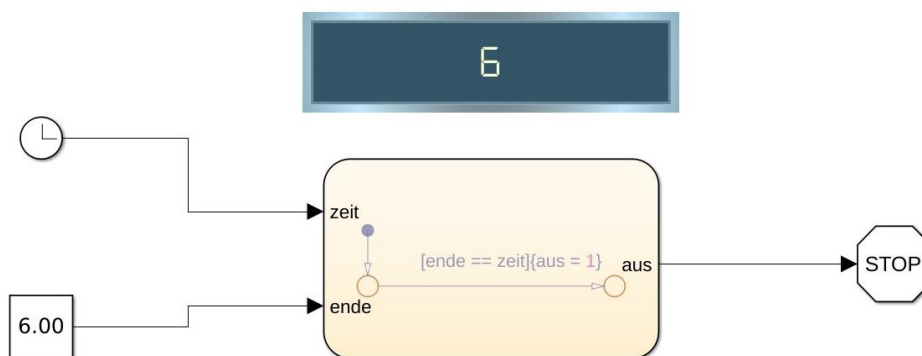 6
zeit
[ende == zeit]{aus = 1}
aus
STOP
ende
6.00